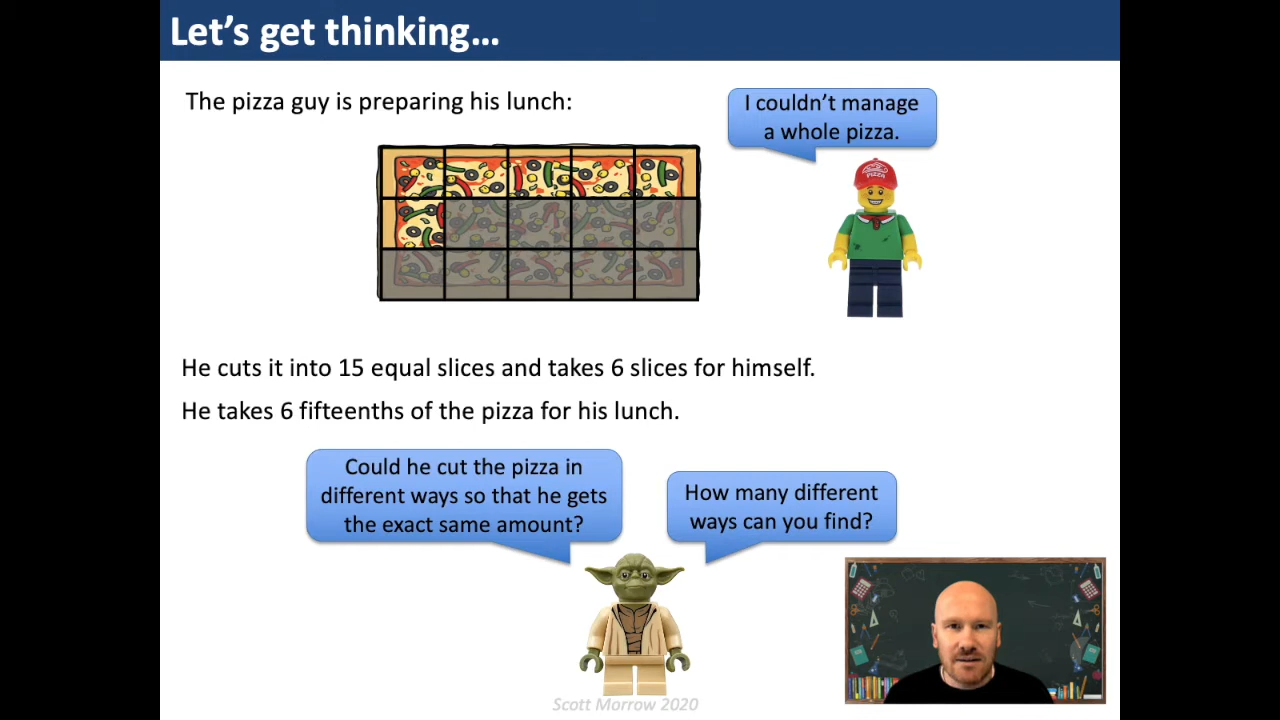 Let's get thinking…
The pizza guy is preparing his lunch:
I couldn't manage
a whole pizza.
PIZZA
He cuts it into 15 equal slices and takes 6 slices for himself.
He takes 6 fifteenths of the pizza for his lunch.
Could he cut the pizza in
different ways so that he gets
the exact same amount?
How many different
ways can you find?
Scott Morrow 2020